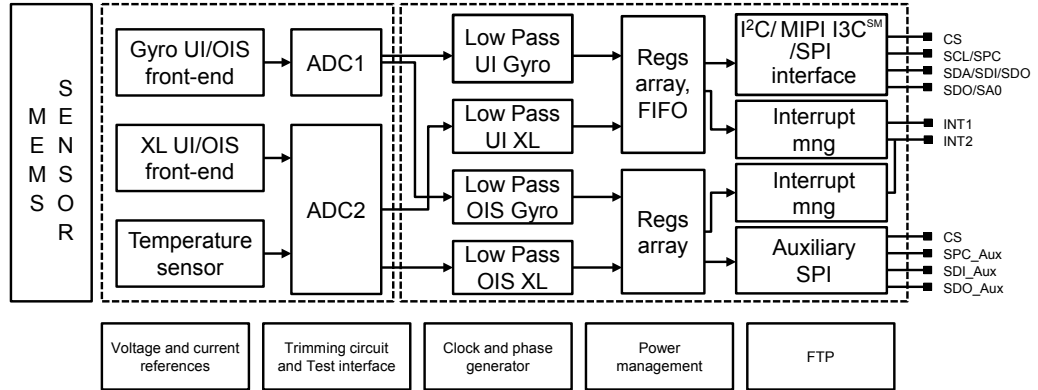 MEMS
SENSOR
Gyro UI/OIS
front-end
ADC1
XL UI/OIS
front-end
ADC2
Temperature
sensor
Low Pass
UI Gyro
Low Pass
UI XL
Low Pass
OIS Gyro
Low Pass
OIS XL
Regs
array,
FIFO
Regs
array
I²C/ MIPI I3C℠
/SPI
interface
Interrupt
mng
Interrupt
mng
Auxiliary
SPI
CS
SCL/SPC
SDA/SDI/SDO
SDO/SA0
INT1
INT2
CS
SPC_Aux
SDI_Aux
SDO_Aux
Voltage and current
references
Trimming circuit
and Test interface
Clock and phase
generator
Power
management
FTP